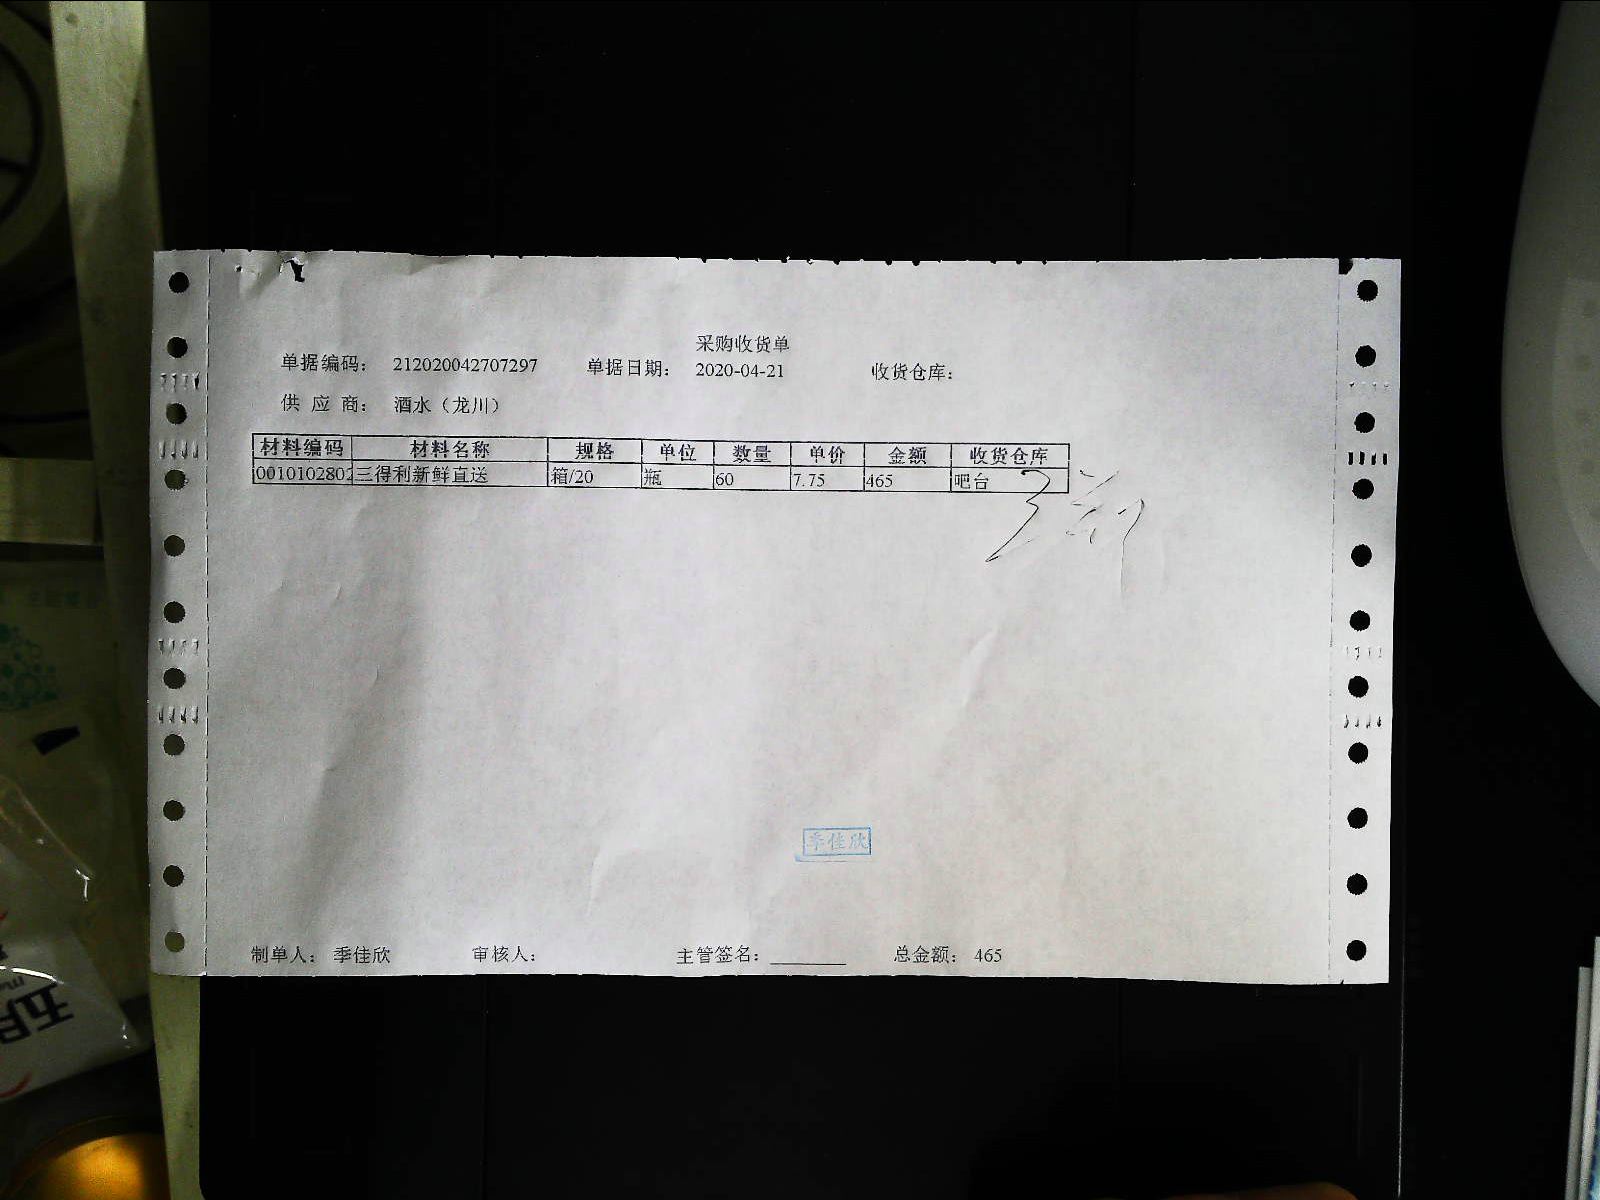 采购收货单
单据编码： 212020042707297 单据日期： 2020-04-21 收货仓库：
供 应 商： 酒水（龙川）
材料编码 材料名称 规格 单位 数量 单价 金额 收货仓库
0010102802 三得利新鲜直送 箱/20 瓶 60 7.75 465 吧台
季佳欣
制单人： 季佳欣 审核人： 主管签名： 总金额： 465